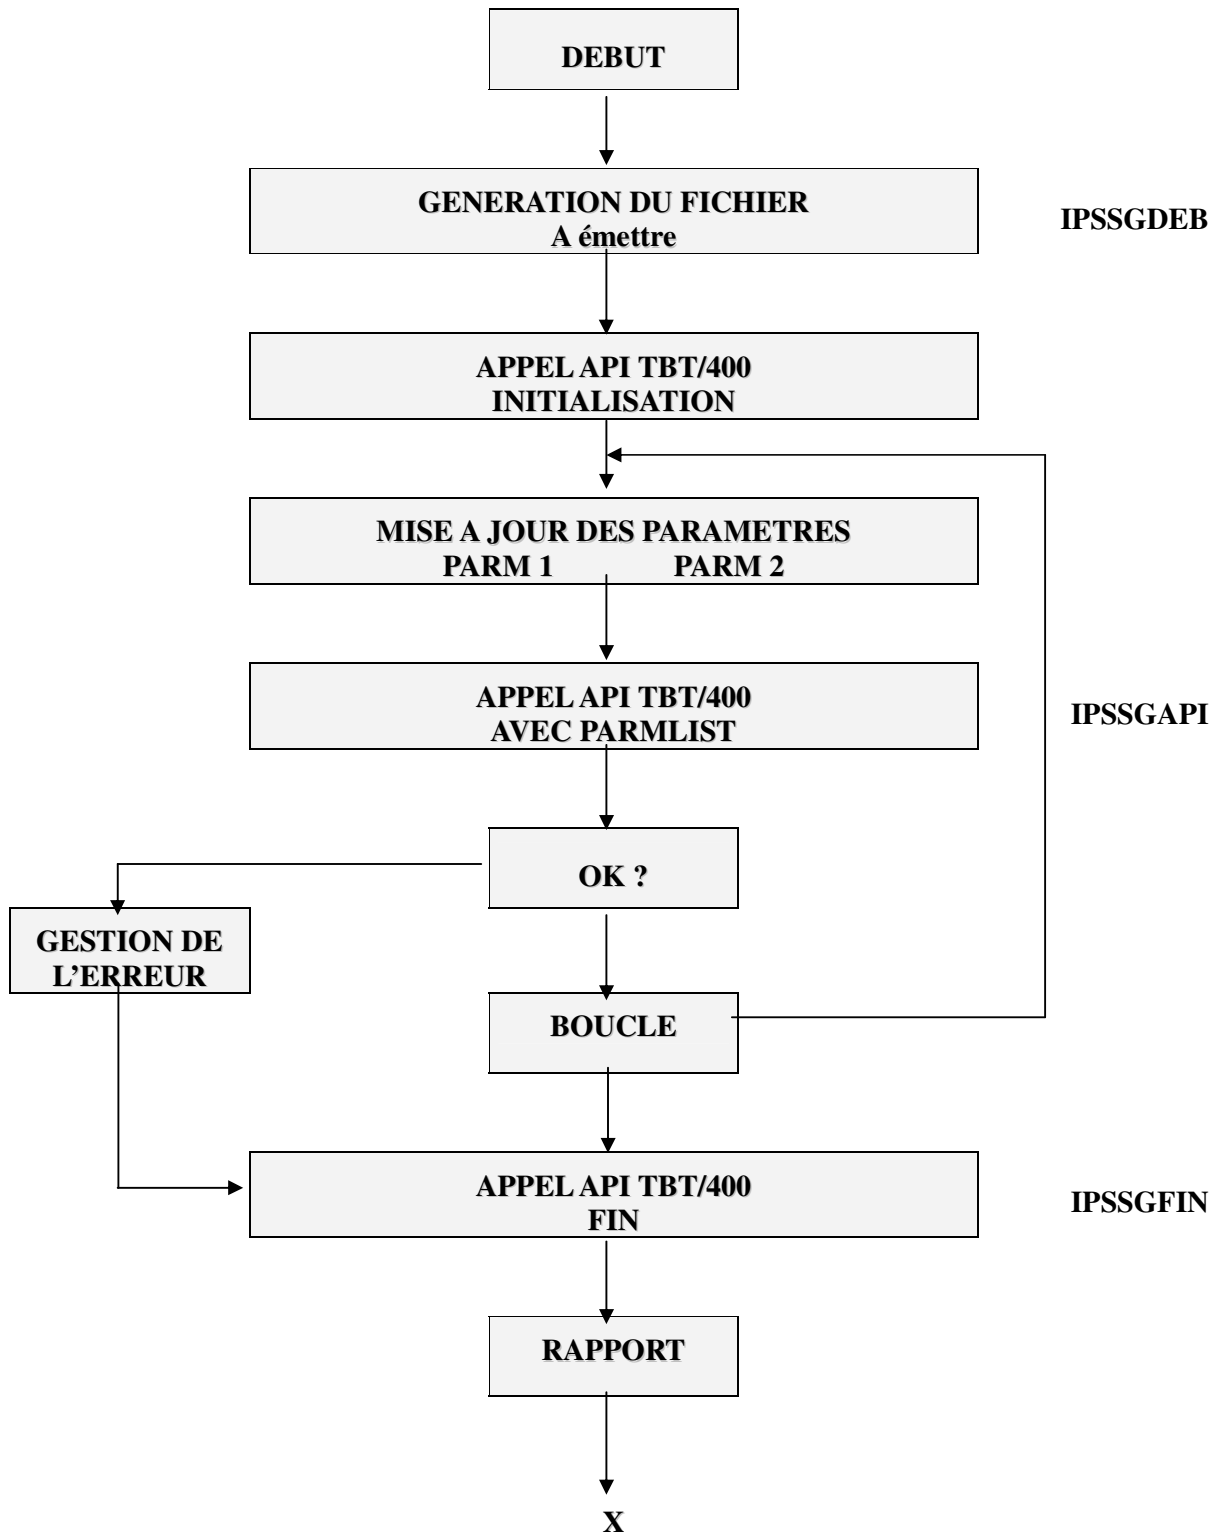 DEBUT
GENERATION DU FICHIER
A émettre
IPSSGDEB
APPEL API TBT/400
INITIALISATION
MISE A JOUR DES PARAMETRES
PARM 1 PARM 2
APPEL API TBT/400
AVEC PARMLIST
IPSSGAPI
OK ?
GESTION DE
L’ERREUR
BOUCLE
APPEL API TBT/400
FIN
IPSSGFIN
RAPPORT
X